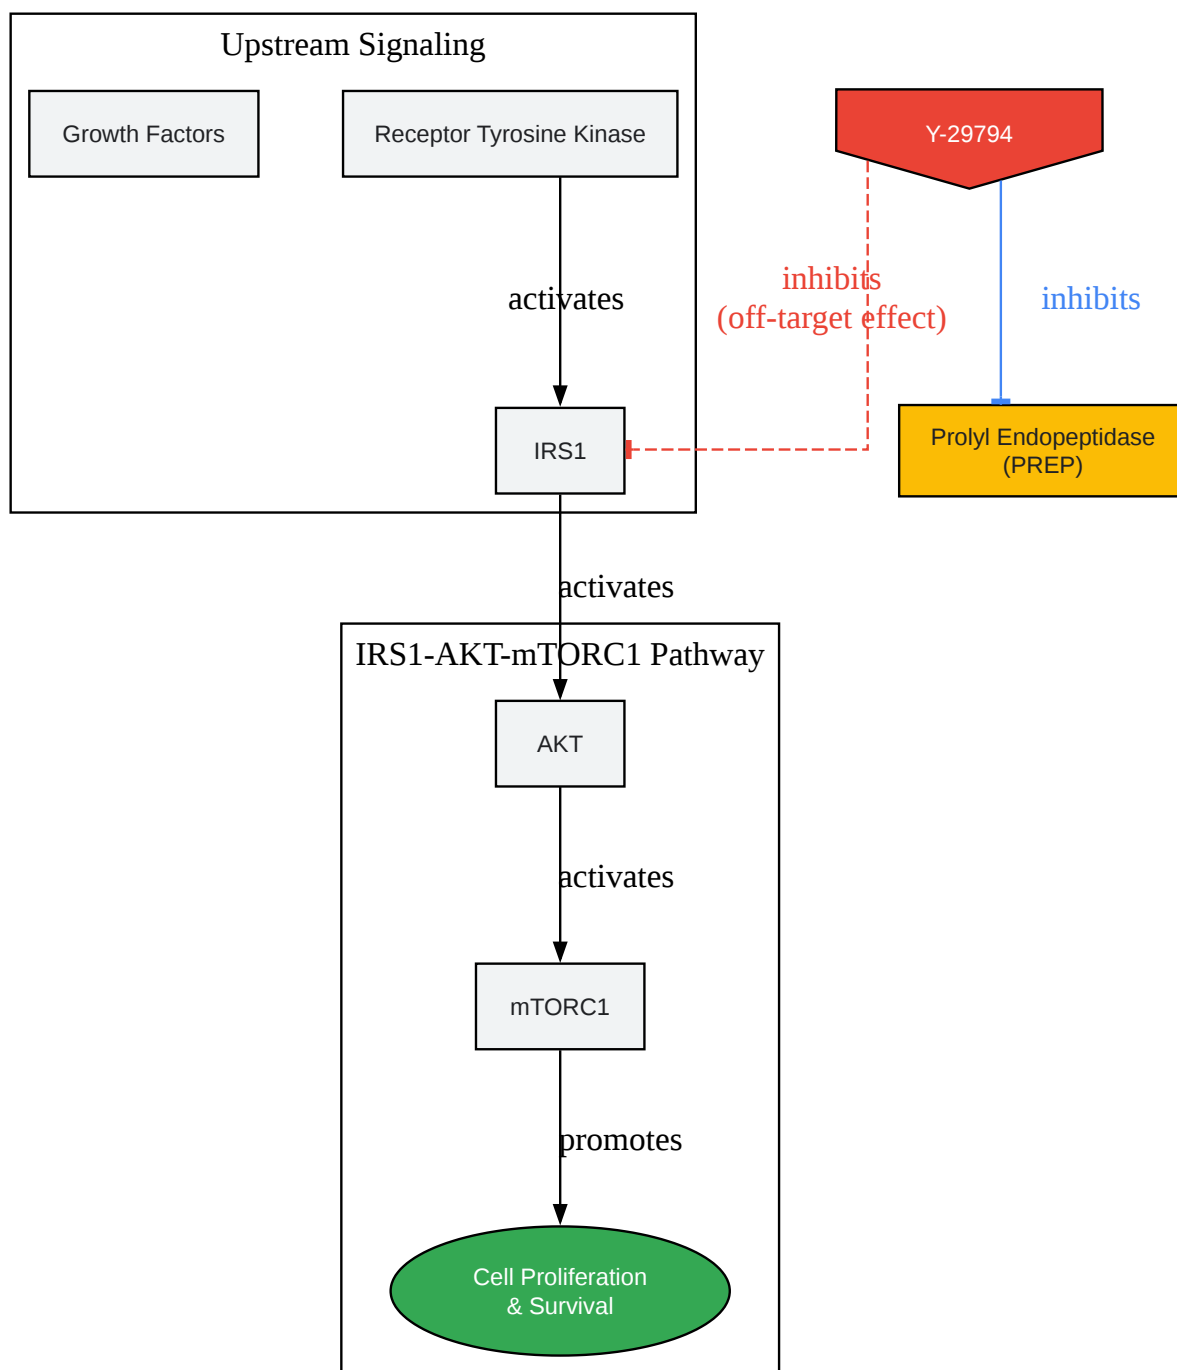 Upstream Signaling
Growth Factors
Receptor Tyrosine Kinase
Y-29794
activates
inhibits
(off-target effect)
inhibits
IRS1
Prolyl Endopeptidase
(PREP)
activates
IRS1-AKT-mTORC1 Pathway
AKT
activates
mTORC1
promotes
Cell Proliferation
& Survival